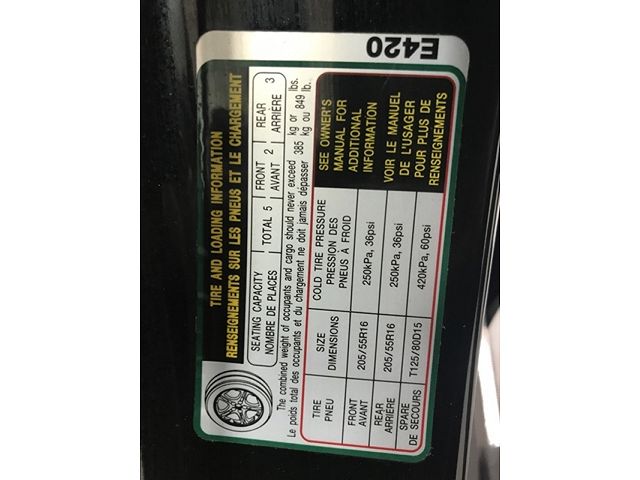 TIRE AND LOADING INFORMATION
RENSEIGNEMENTS SUR LES PNEUS ET LE CHARGEMENT
SEATING CAPACITY
NOMBRE DE PLACES
TOTAL 5
FRONT
AVANT 2
REAR
ARRIÈRE 3
The combined weight of occupants and cargo should never exceed 385 kg or 849 lbs.
Le poids total des occupants et du chargement ne doit jamais dépasser 385 kg ou 849 lb.
TIRE
PNEU
SIZE
DIMENSIONS
COLD TIRE PRESSURE
PRESSION DES
PNEUS À FROID
FRONT
AVANT
205/55R16
250kPa, 36psi
REAR
ARRIÈRE
205/55R16
250kPa, 36psi
SPARE
DE SECOURS
T125/80D15
420kPa, 60psi
SEE OWNER'S
MANUAL FOR
ADDITIONAL
INFORMATION
VOIR LE MANUEL
DE L'USAGER
POUR PLUS DE
RENSEIGNEMENTS
E420